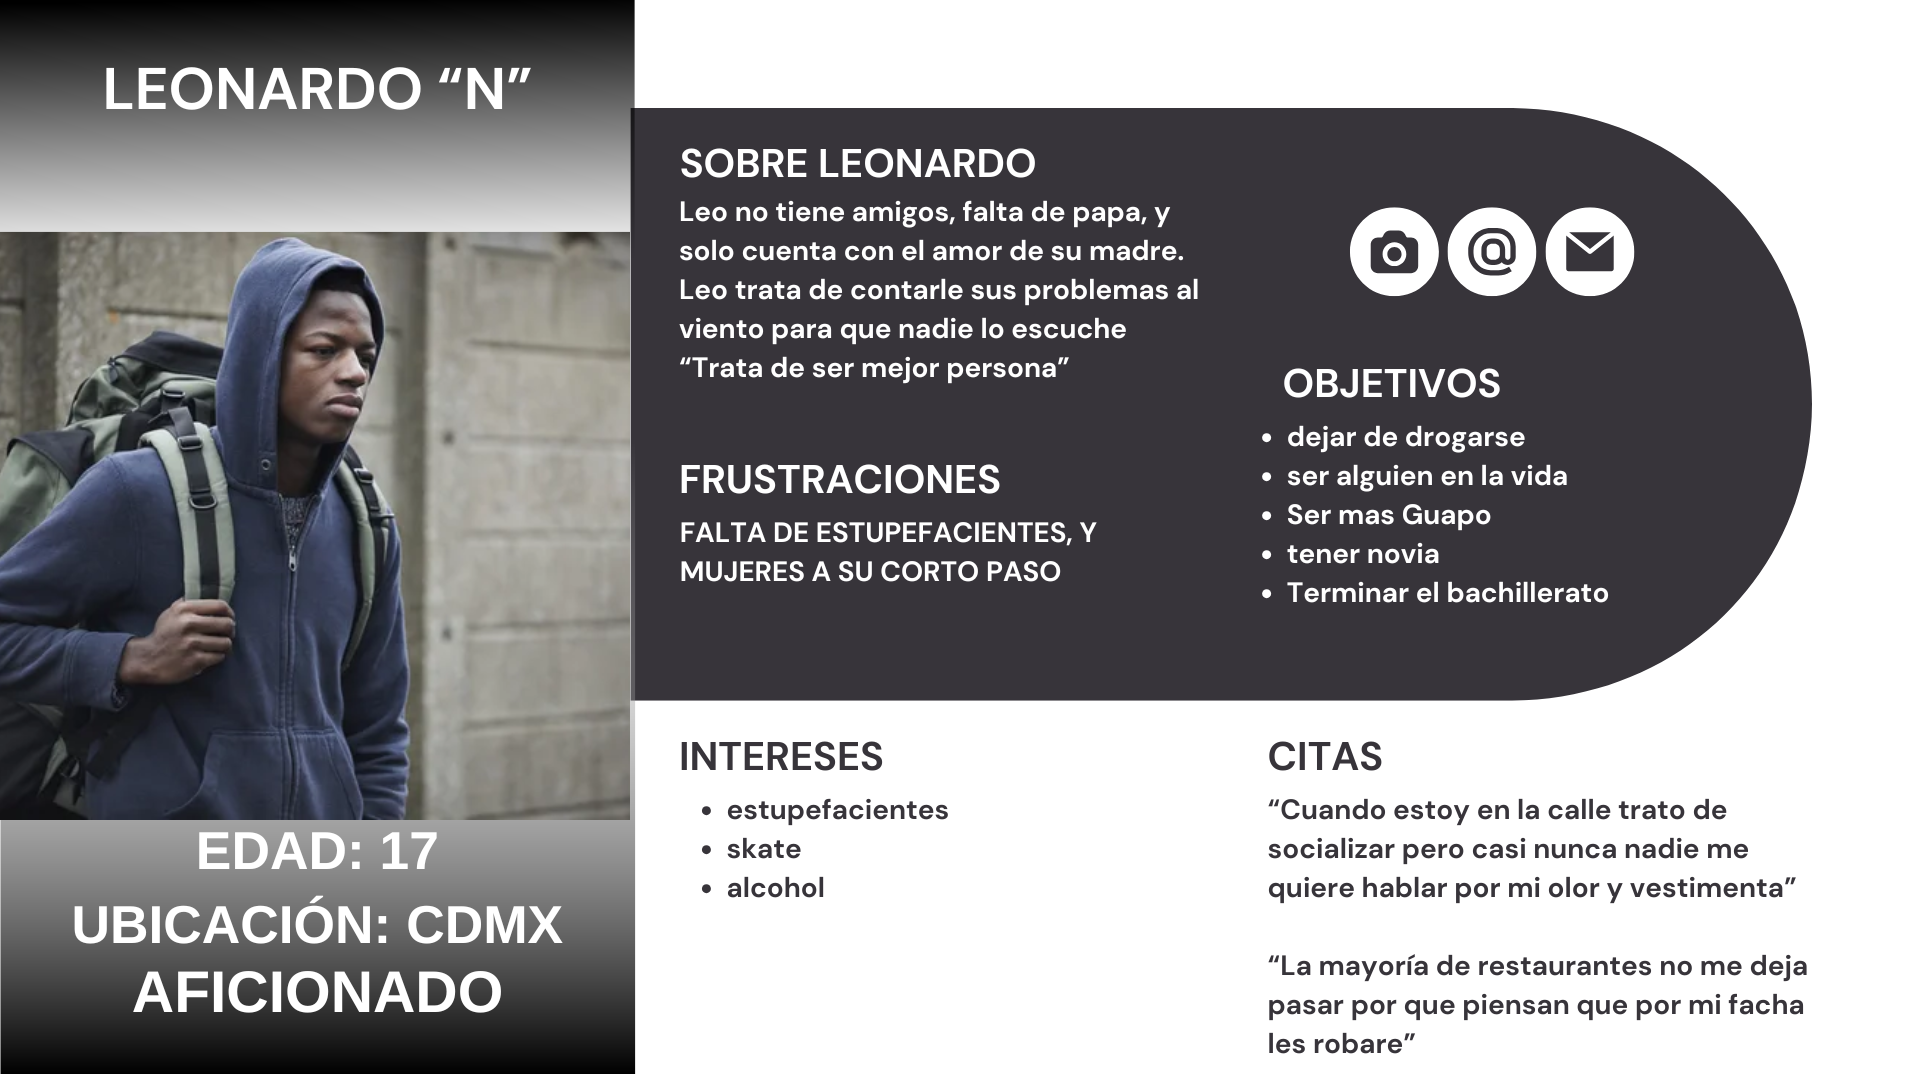 LEONARDO “N”
SOBRE LEONARDO
Leo no tiene amigos, falta de papa, y
solo cuenta con el amor de su madre.
Leo trata de contarle sus problemas al
viento para que nadie lo escuche
“Trata de ser mejor persona”
FRUSTRACIONES
FALTA DE ESTUPEFACIENTES, Y
MUJERES A SU CORTO PASO
@
OBJETIVOS
• dejar de drogarse
• ser alguien en la vida
• Ser mas Guapo
• tener novia
• Terminar el bachillerato
EDAD: 17
UBICACIÓN: CDMX
AFICIONADO
INTERESES
• estupefacientes
• skate
• alcohol
CITAS
“Cuando estoy en la calle trato de
socializar pero casi nunca nadie me
quiere hablar por mi olor y vestimenta”
“La mayoría de restaurantes no me deja
pasar por que piensan que por mi facha
les robare”